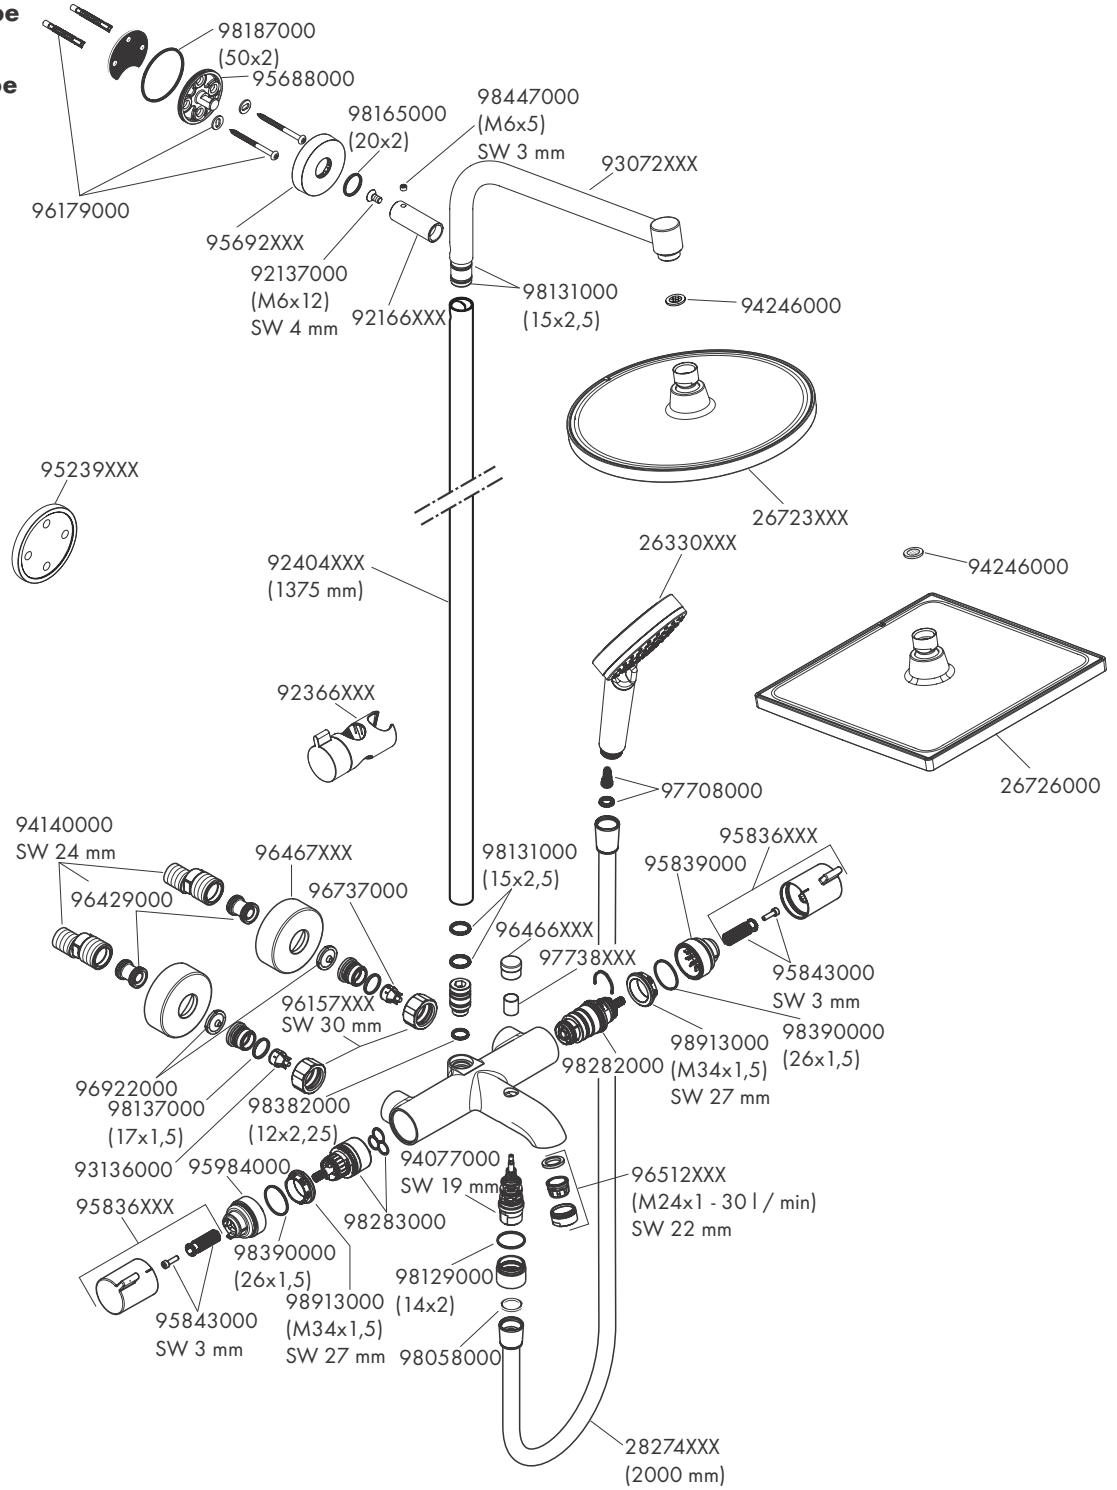 pe
pe
98187000
(50x2)
95688000
98165000
(20x2)
98447000
(M6x5)
SW 3 mm
93072XXX
96179000
95692XXX
92137000
(M6x12)
SW 4 mm
92166XXX
98131000
(15x2,5)
94246000
95239XXX
26723XXX
26330XXX
92404XXX
(1375 mm)
94246000
92366XXX
97708000
26726000
94140000
SW 24 mm
96467XXX
96429000
96737000
98131000
(15x2,5)
95836XXX
95839000
96466XXX
97738XXX
95843000
SW 3 mm
96157XXX
SW 30 mm
98390000
(26x1,5)
98913000
(M34x1,5)
SW 27 mm
98282000
96922000
98137000
(17x1,5)
98382000
(12x2,25)
93136000
95984000
94077000
SW 19 mm
96512XXX
(M24x1 - 30 l / min)
SW 22 mm
95836XXX
98283000
98390000
(26x1,5)
98129000
(14x2)
98913000
(M34x1,5)
SW 27 mm
95843000
SW 3 mm
98058000
28274XXX
(2000 mm)